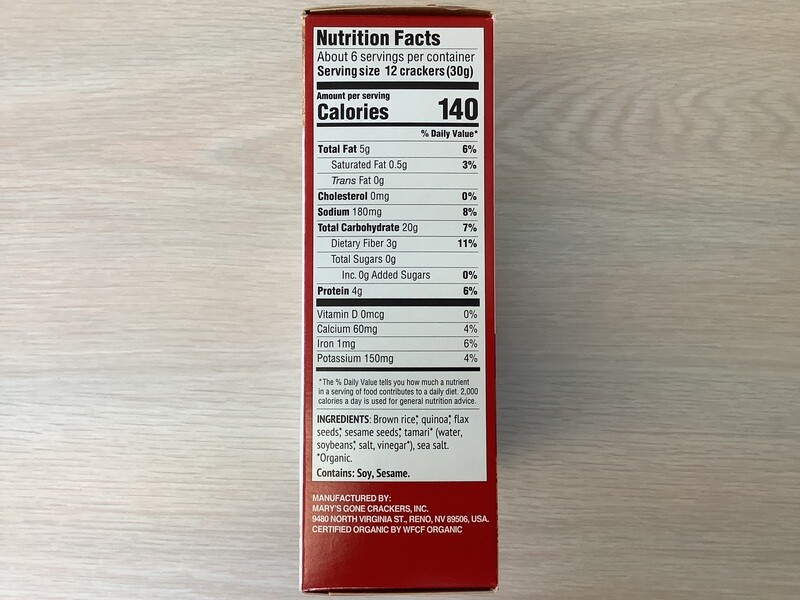 Nutrition Facts
About 6 servings per container
Serving size 12 crackers (30g)
Amount per serving
Calories 140
% Daily Value*
Total Fat 5g 6%
Saturated Fat 0.5g 3%
Trans Fat 0g
Cholesterol 0mg 0%
Sodium 180mg 8%
Total Carbohydrate 20g 7%
Dietary Fiber 3g 11%
Total Sugars 0g
Inc. 0g Added Sugars 0%
Protein 4g 6%
Vitamin D 0mcg 0%
Calcium 60mg 4%
Iron 1mg 6%
Potassium 150mg 4%
*The % Daily Value tells you how much a nutrient
in a serving of food contributes to a daily diet. 2,000
calories a day is used for general nutrition advice.
INGREDIENTS: Brown rice*, quinoa*, flax
seeds*, sesame seeds*, tamari* (water,
soybeans*, salt, vinegar*), sea salt.
*Organic.
Contains: Soy, Sesame.
MANUFACTURED BY:
MARY'S GONE CRACKERS, INC.
9480 NORTH VIRGINIA ST., RENO, NV 89506, USA.
CERTIFIED ORGANIC BY WFCF ORGANIC